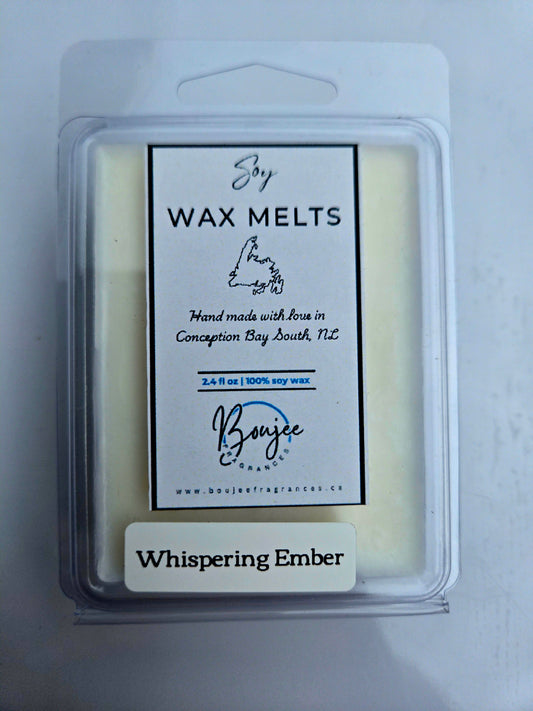 Soy
WAX MELTS
Hand made with love in
Conception Bay South, NL
2.4 fl oz | 100% soy wax
Boujee
FRAGRANCES
www.boujeefragrances.ca
Whispering Ember